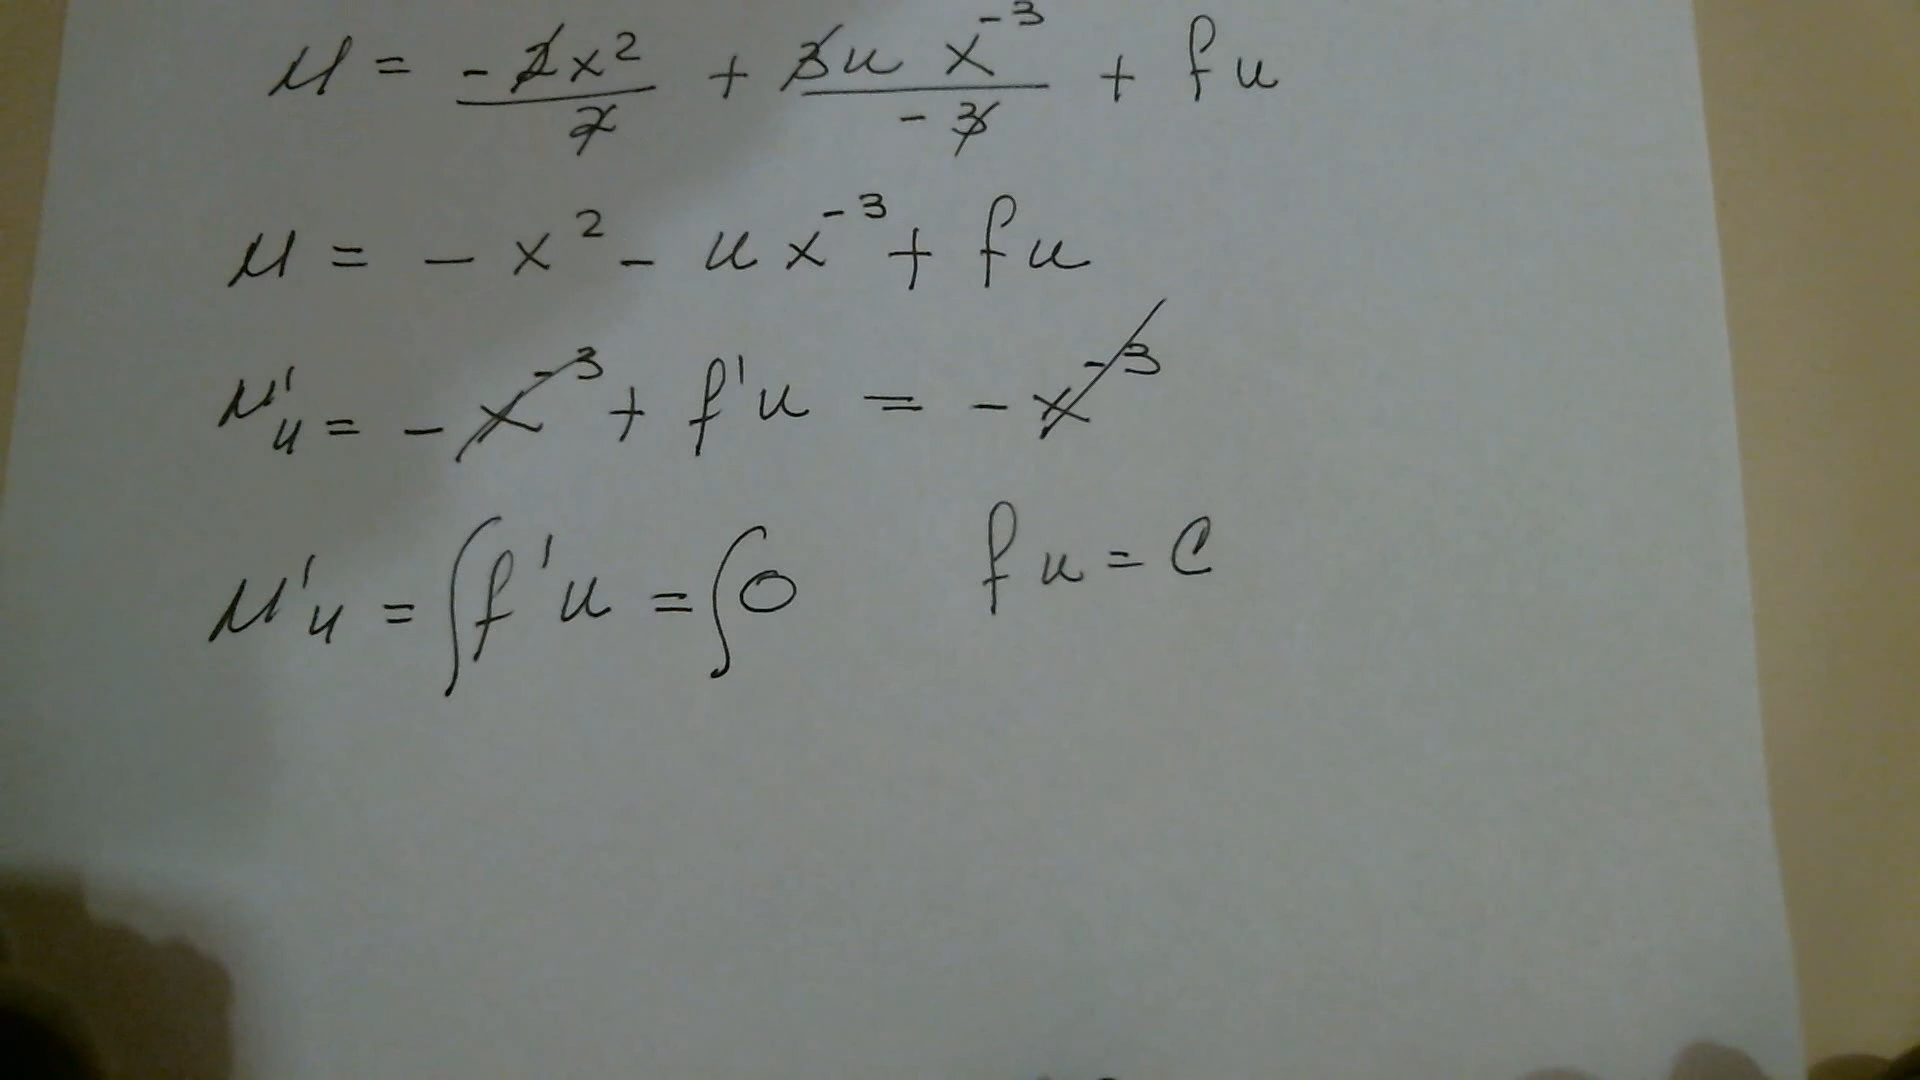 M = -2x²/2 + 3u x⁻³/-3 + fu
M = - x² - u x⁻³ + fu
M'u = - x⁻³ + f'u = - x⁻³
M'u = ∫f'u = ∫0 fu = C